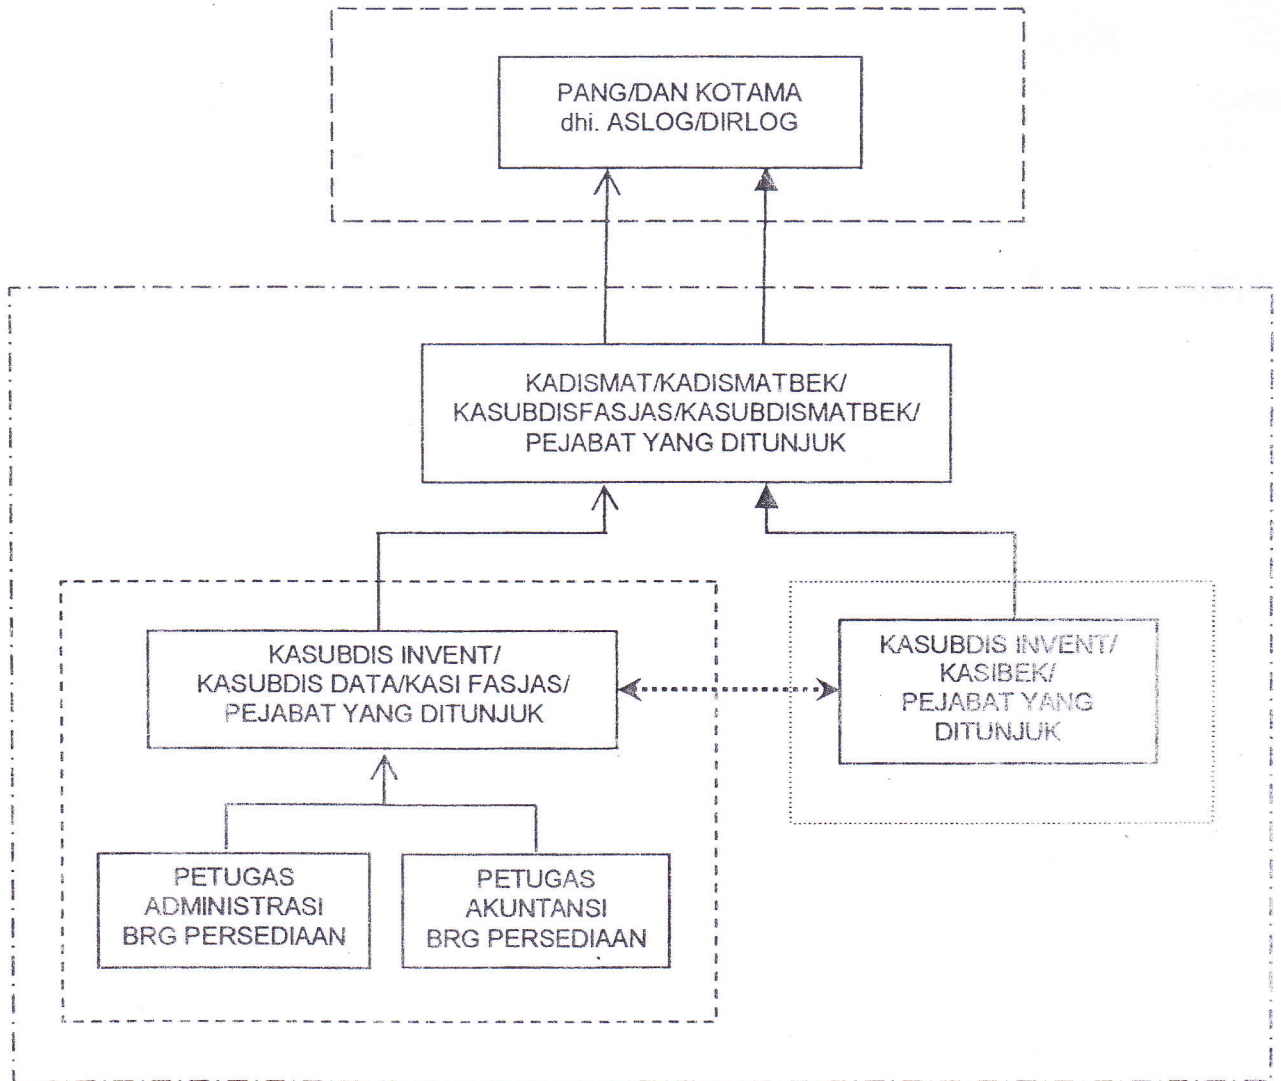 PANG/DAN KOTAMA
dhi. ASLOG/DIRLOG
KADISMAT/KADISMATBEK/
KASUBDISFASJAS/KASUBDISMATBEK/
PEJABAT YANG DITUNJUK
KASUBDIS INVENT/
KASUBDIS DATA/KASI FASJAS/
PEJABAT YANG DITUNJUK
KASUBDIS INVENT/
KASIBEK/
PEJABAT YANG
DITUNJUK
PETUGAS
ADMINISTRASI
BRG PERSEDIAAN
PETUGAS
AKUNTANSI
BRG PERSEDIAAN